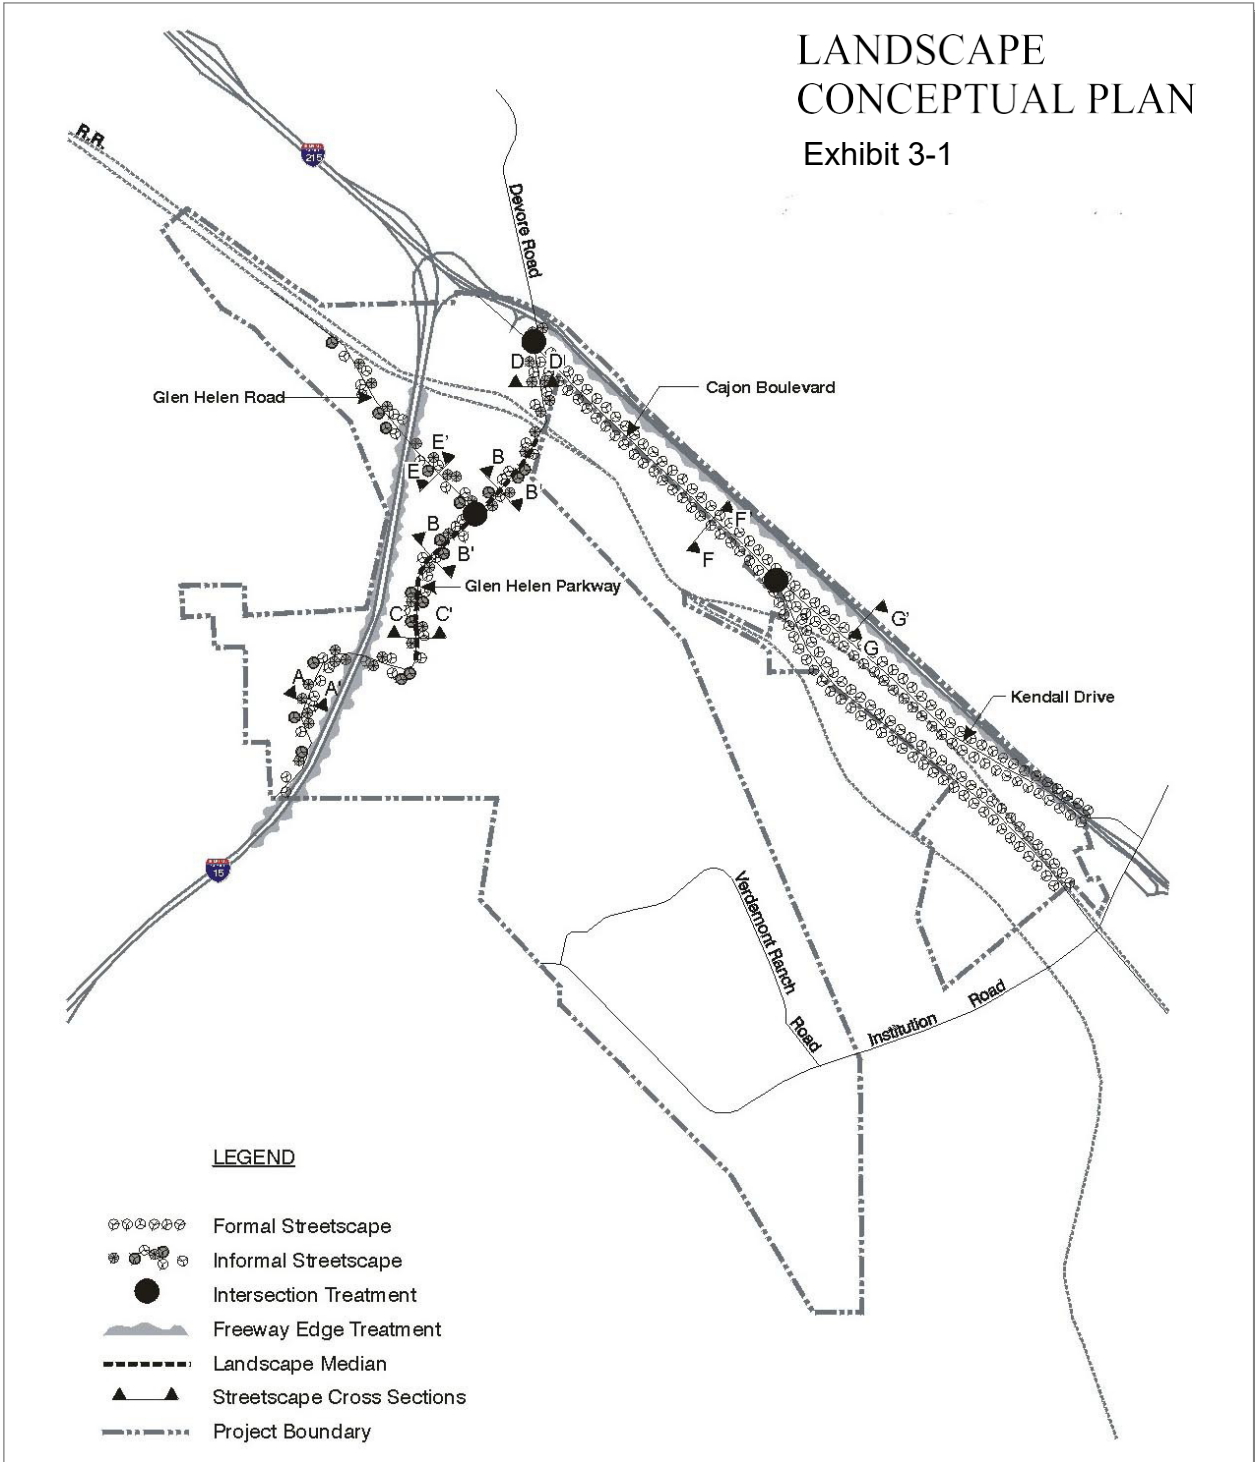 LANDSCAPE
CONCEPTUAL PLAN
Exhibit 3-1
R.R.
215
Devore Road
D D'
Cajon Boulevard
Glen Helen Road
E'
E
B
B'
B
B'
F'
F
Glen Helen Parkway
C C'
G'
G
A
A'
Kendall Drive
15
Verdemont Ranch
Road
Institution
Road
LEGEND
Formal Streetscape
Informal Streetscape
Intersection Treatment
Freeway Edge Treatment
Landscape Median
Streetscape Cross Sections
Project Boundary